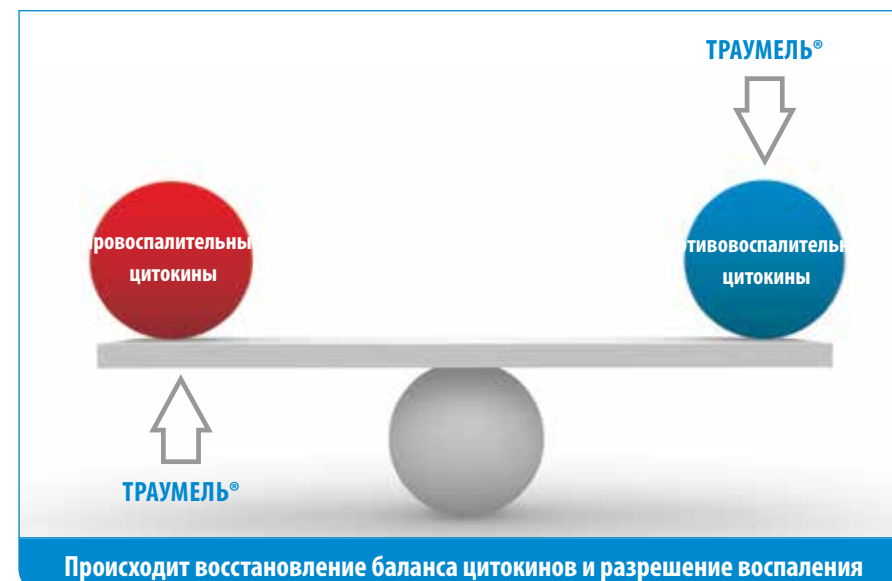 ТРАУМЕЛЬ®
ровоспалительны
цитокины
тивовоспалительн
цитокины
ТРАУМЕЛЬ®
Происходит восстановление баланса цитокинов и разрешение воспаления